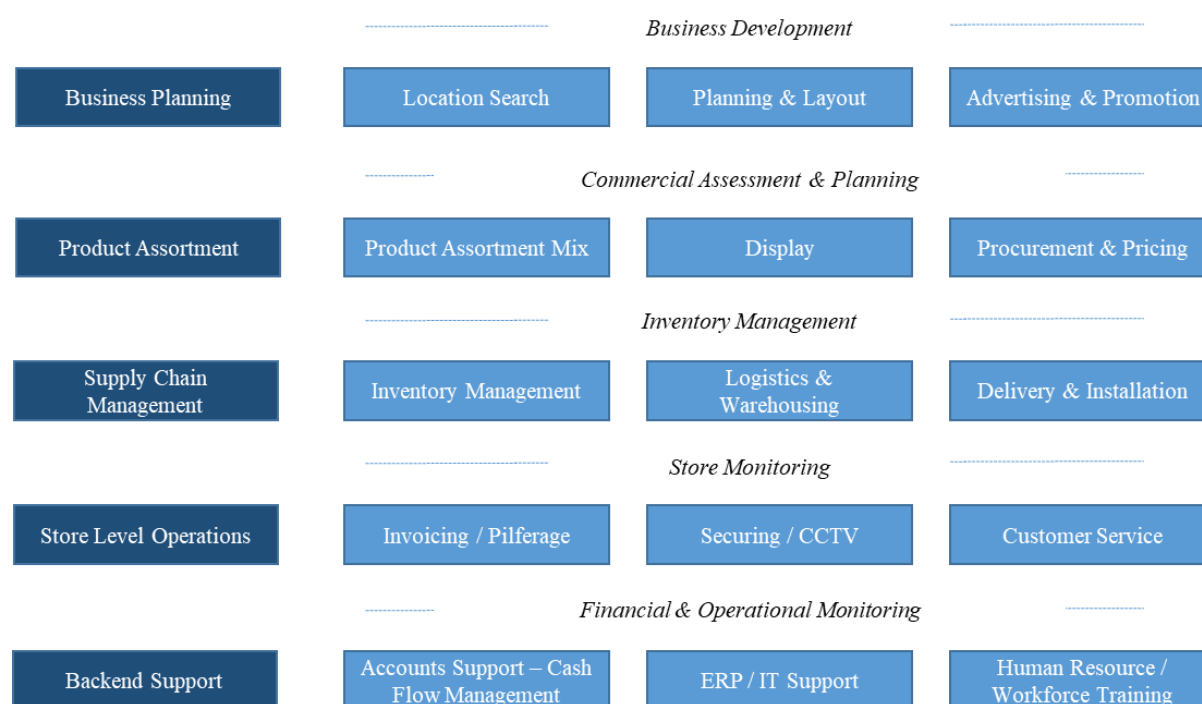 Business Development
Business Planning
Location Search
Planning & Layout
Advertising & Promotion
Commercial Assessment & Planning
Product Assortment
Product Assortment Mix
Display
Procurement & Pricing
Inventory Management
Supply Chain
Management
Inventory Management
Logistics &
Warehousing
Delivery & Installation
Store Monitoring
Store Level Operations
Invoicing / Pilferage
Securing / CCTV
Customer Service
Financial & Operational Monitoring
Backend Support
Accounts Support – Cash
Flow Management
ERP / IT Support
Human Resource /
Workforce Training